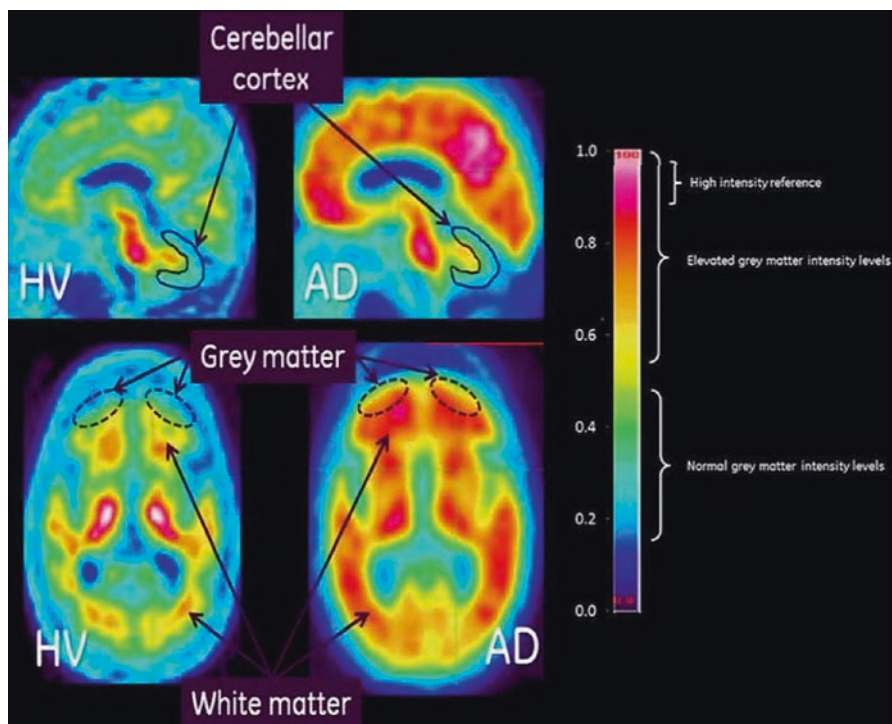 Cerebellar
cortex
HV
AD
Grey matter
HV
AD
White matter
1.0
0.8
0.6
0.4
0.2
0.0
100
High intensity reference
Elevated grey matter intensity levels
Normal grey matter intensity levels